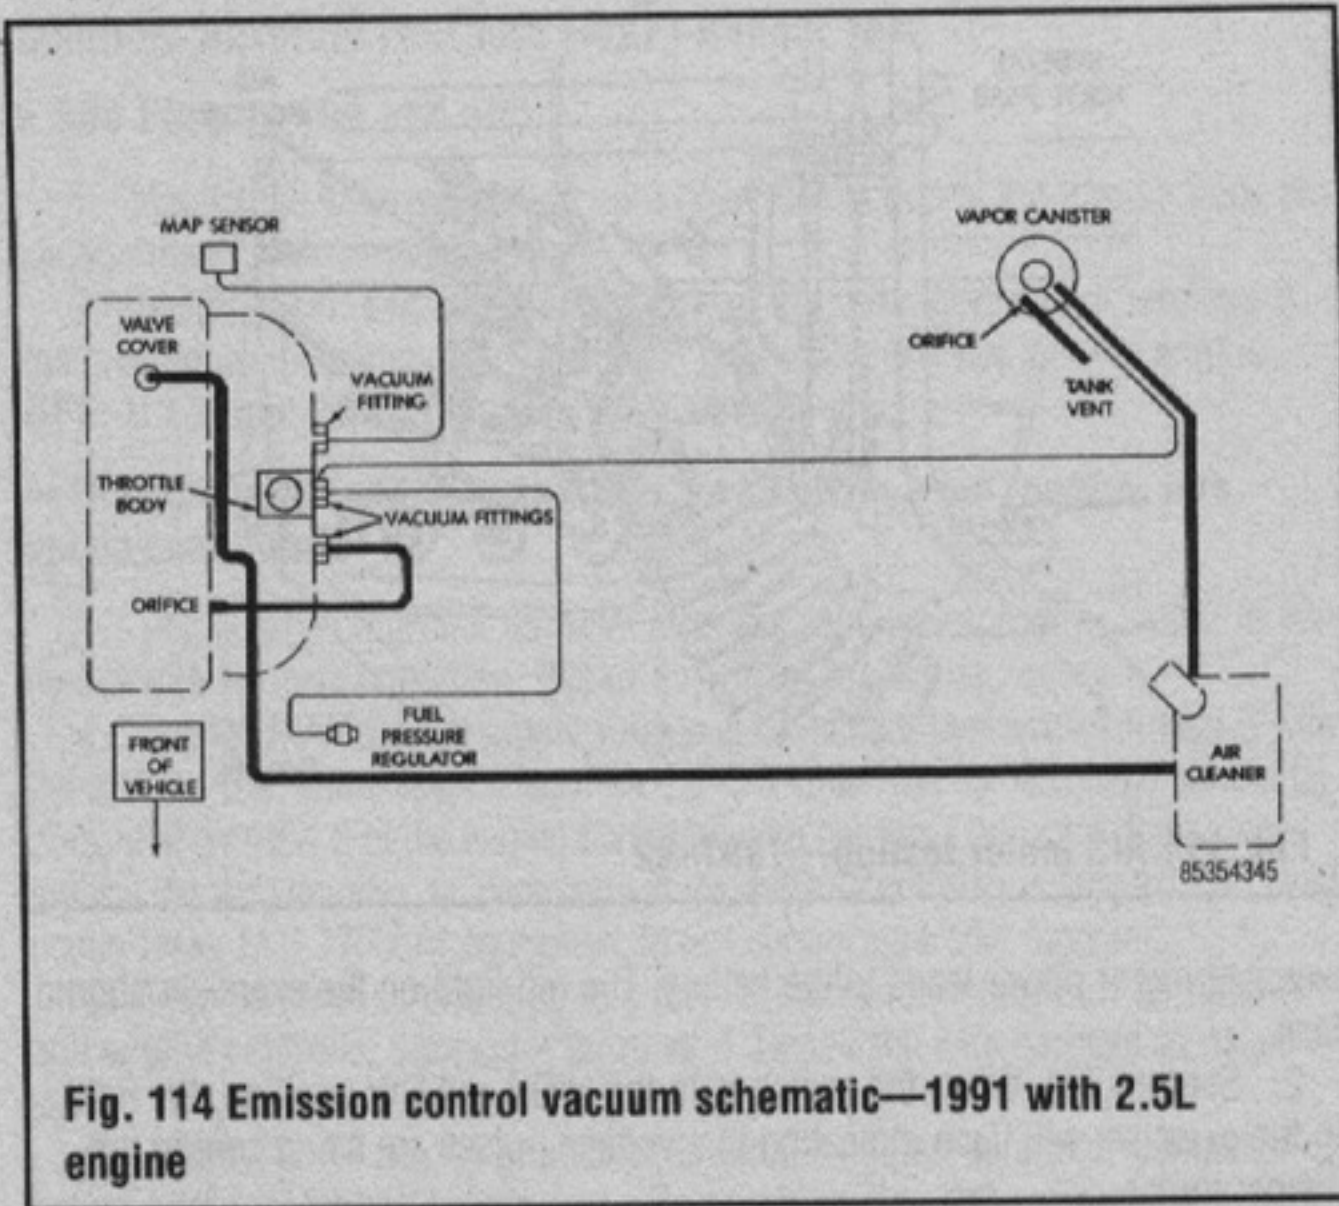 MAP SENSOR
VAPOR CANISTER
VALVE
COVER
VACUUM
FITTING
ORIFICE
TANK
VENT
THROTTLE
BODY
VACUUM FITTINGS
ORIFICE
FUEL
PRESSURE
REGULATOR
FRONT
OF
VEHICLE
AIR
CLEANER
85354345
Fig. 114 Emission control vacuum schematic—1991 with 2.5L
engine